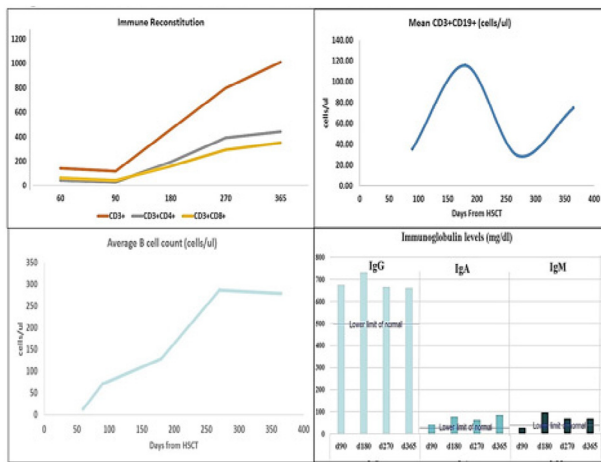 Immune Reconstitution
1200
1000
800
600
400
200
0
60 90 180 270 365
CD3+ CD3+CD4+ CD3+CD8+
Mean CD3+CD19+ (cells/ul)
140.00
120.00
100.00
80.00
60.00
40.00
20.00
0.00
cells/ul
0 50 100 150 200 250 300 350 400
Days From HSCT
Average B cell count (cells/ul)
350
300
250
200
150
100
50
0
cells/ul
0 50 100 150 200 250 300 350 400
Days from HSCT
Immunoglobulin levels (mg/dl)
IgG IgA IgM
800
700
600
500
400
300
200
100
0
Lower limit of normal
Lower limit of normal
Lower limit of normal
d90 d180 d270 d365 d90 d180 d270 d365 d90 d180 d270 d365